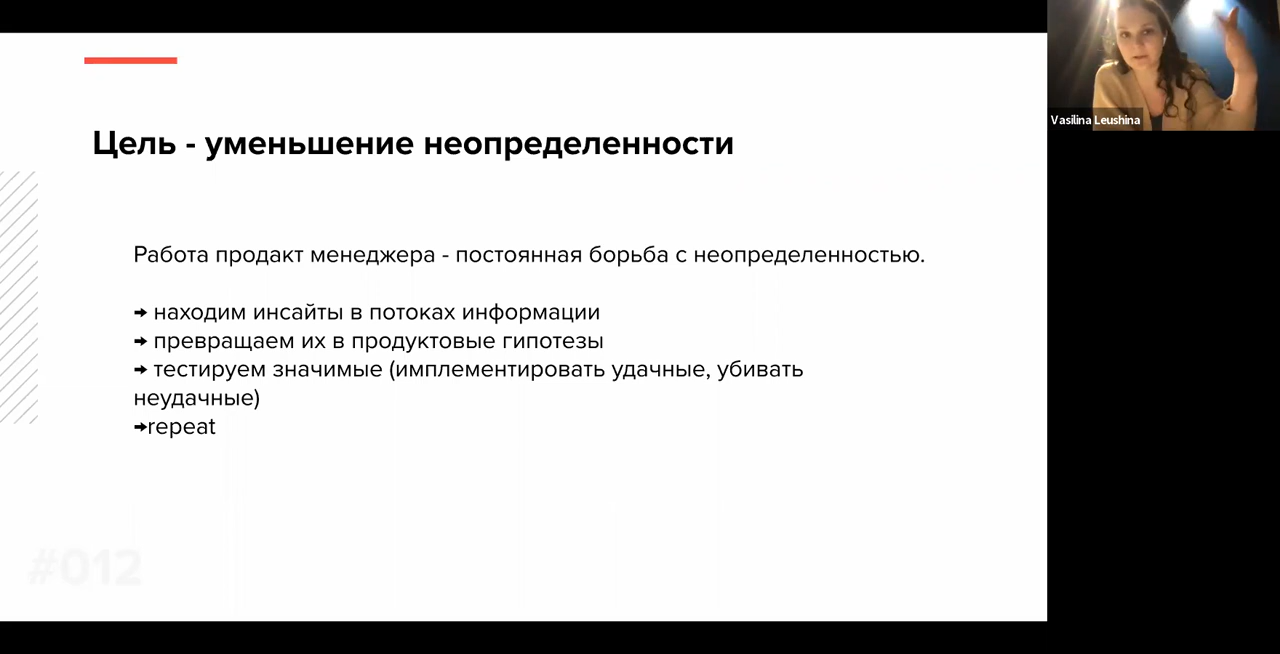 Цель - уменьшение неопределенности
Работа продакт менеджера - постоянная борьба с неопределенностью.
→ находим инсайты в потоках информации
→ превращаем их в продуктовые гипотезы
→ тестируем значимые (имплементировать удачные, убивать
неудачные)
→repeat
#012
Vasilina Leushina